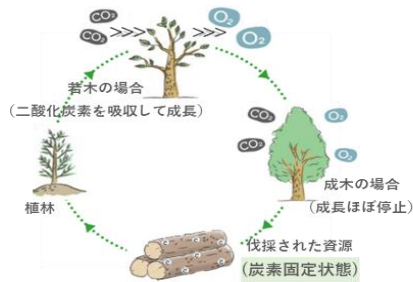 CO₂
CO₂
>>>>
>>>
O₂
O₂
若木の場合
(二酸化炭素を吸収して成長)
CO₂
O₂
CO₂
O₂
成木の場合
(成長ほぼ停止)
植林
伐採された資源
(炭素固定状態)